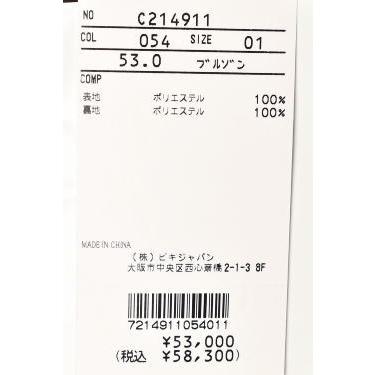 NO C214911
COL 054 SIZE 01
53.0 ブルゾン
COMP
表地 ポリエステル 100%
裏地 ポリエステル 100%
MADE IN CHINA
(株)ビキジャパン
大阪市中央区西心斎橋2-1-3 8F
7214911054011
¥53,000
(税込 ¥58,300)